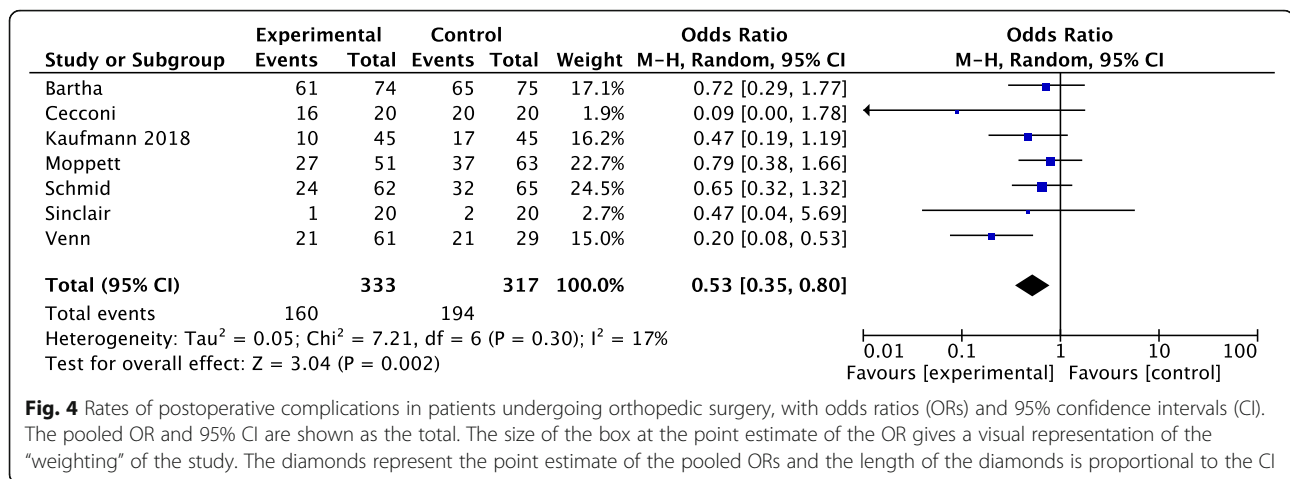 Experimental Control Odds Ratio Odds Ratio
Study or Subgroup Events Total Events Total Weight M-H, Random, 95% CI M-H, Random, 95% CI
Bartha 61 74 65 75 17.1% 0.72 [0.29, 1.77]
Cecconi 16 20 20 20 1.9% 0.09 [0.00, 1.78]
Kaufmann 2018 10 45 17 45 16.2% 0.47 [0.19, 1.19]
Moppett 27 51 37 63 22.7% 0.79 [0.38, 1.66]
Schmid 24 62 32 65 24.5% 0.65 [0.32, 1.32]
Sinclair 1 20 2 20 2.7% 0.47 [0.04, 5.69]
Venn 21 61 21 29 15.0% 0.20 [0.08, 0.53]
Total (95% CI) 333 317 100.0% 0.53 [0.35, 0.80]
Total events 160 194
Heterogeneity: Tau² = 0.05; Chi² = 7.21, df = 6 (P = 0.30); I² = 17%
Test for overall effect: Z = 3.04 (P = 0.002)
0.01 0.1 1 10 100
Favours [experimental] Favours [control]
Fig. 4 Rates of postoperative complications in patients undergoing orthopedic surgery, with odds ratios (ORs) and 95% confidence intervals (CI).
The pooled OR and 95% CI are shown as the total. The size of the box at the point estimate of the OR gives a visual representation of the
“weighting” of the study. The diamonds represent the point estimate of the pooled ORs and the length of the diamonds is proportional to the CI